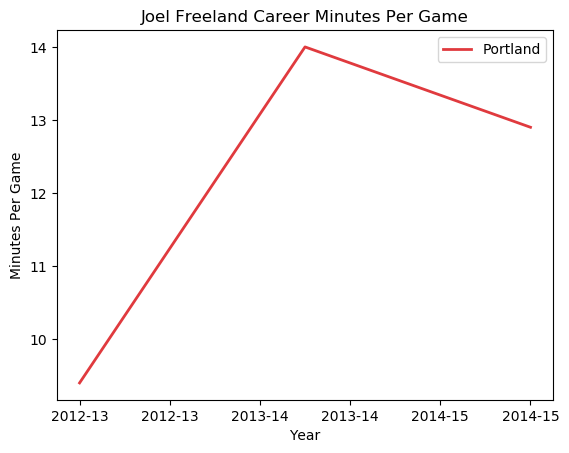 Joel Freeland Career Minutes Per Game
14
13
12
11
10
Minutes Per Game
Portland
2012-13 2012-13 2013-14 2013-14 2014-15 2014-15
Year